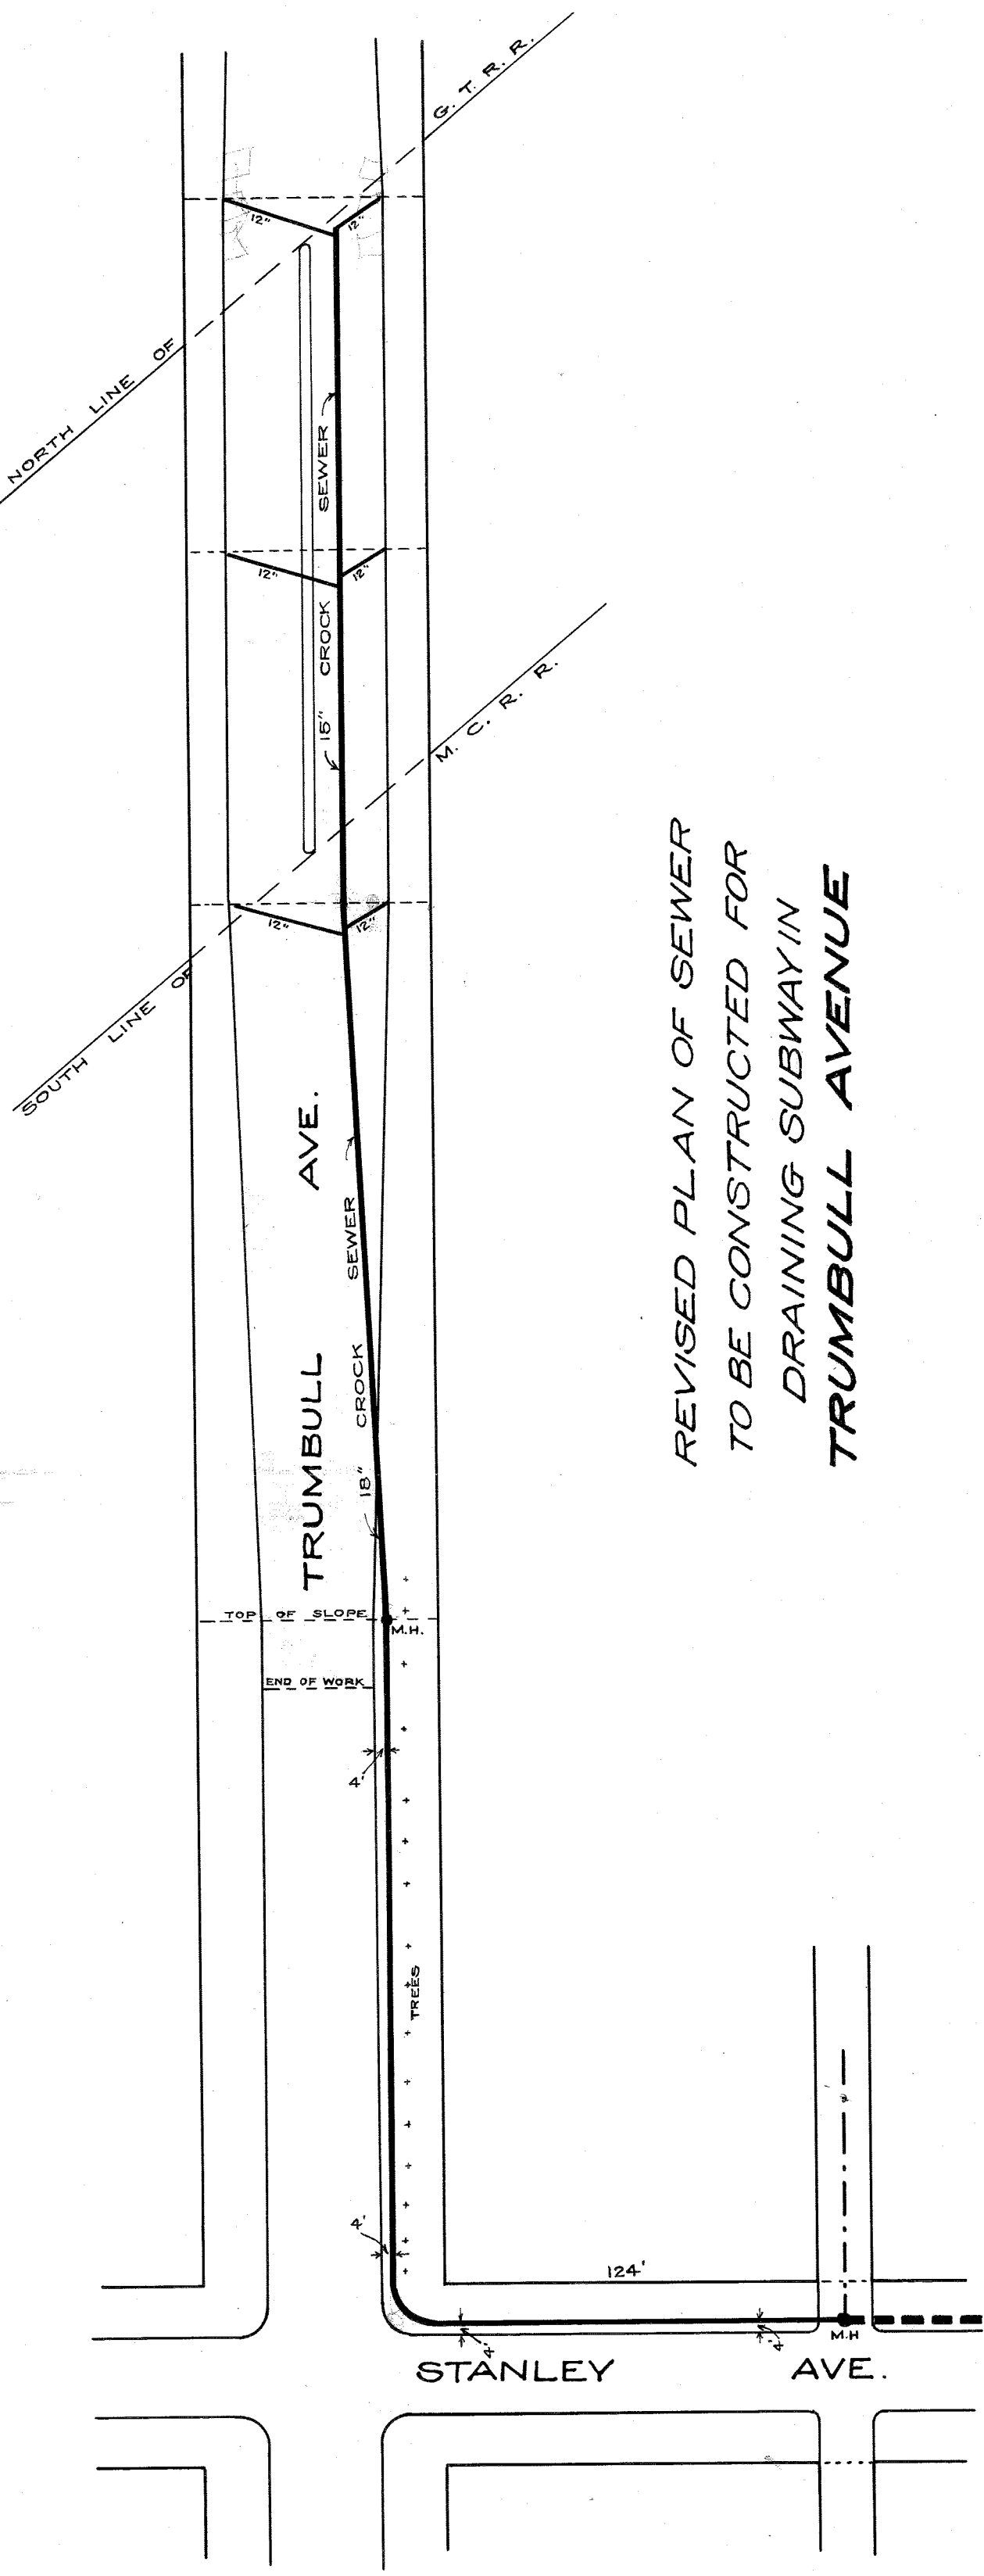 G. T. R. R.
12"
12"
NORTH LINE OF
SEWER
12"
12"
15" CROCK
M. C. R. R.
12"
12"
SOUTH LINE OF
REVISED PLAN OF SEWER
TO BE CONSTRUCTED FOR
DRAINING SUBWAY IN
TRUMBULL AVENUE
TRUMBULL AVE.
18" CROCK SEWER
TOP OF SLOPE
M.H.
END OF WORK
4'
TREES
4'
124'
4'
4'
M.H
STANLEY AVE.